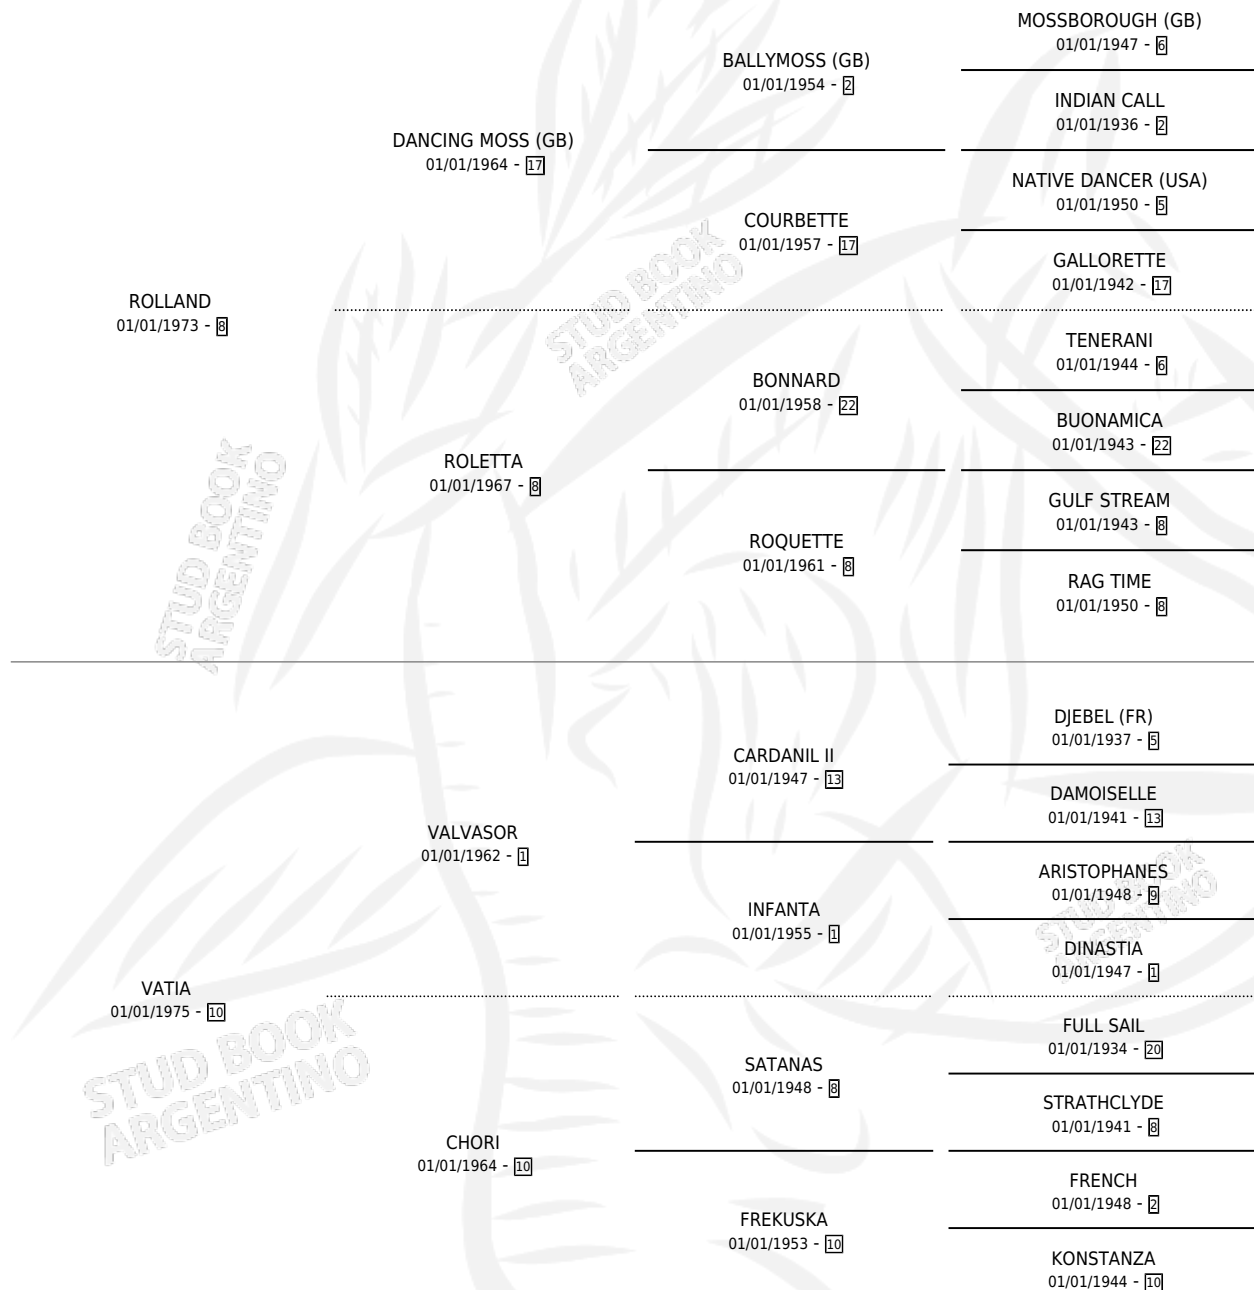 MOSSBOROUGH (GB)
01/01/1947 - 6
BALLYMOSS (GB)
01/01/1954 - 2
INDIAN CALL
01/01/1936 - 2
DANCING MOSS (GB)
01/01/1964 - 17
NATIVE DANCER (USA)
01/01/1950 - 5
COURBETTE
01/01/1957 - 17
GALLORETTE
01/01/1942 - 17
ROLLAND
01/01/1973 - 8
TENERANI
01/01/1944 - 6
BONNARD
01/01/1958 - 22
BUONAMICA
01/01/1943 - 22
ROLETTA
01/01/1967 - 8
GULF STREAM
01/01/1943 - 8
ROQUETTE
01/01/1961 - 8
RAG TIME
01/01/1950 - 8
DJEBEL (FR)
01/01/1937 - 5
CARDANIL II
01/01/1947 - 13
DAMOISELLE
01/01/1941 - 13
VALVASOR
01/01/1962 - 1
ARISTOPHANES
01/01/1948 - 9
INFANTA
01/01/1955 - 1
DINASTIA
01/01/1947 - 1
VATIA
01/01/1975 - 10
FULL SAIL
01/01/1934 - 20
SATANAS
01/01/1948 - 8
STRATHCLYDE
01/01/1941 - 8
CHORI
01/01/1964 - 10
FRENCH
01/01/1948 - 2
FREKUSKA
01/01/1953 - 10
KONSTANZA
01/01/1944 - 10
STUD BOOK
ARGENTINO
STUD BOOK
ARGENTINO
STUD BOOK
ARGENTINO
STUD BOOK
ARGENTINO